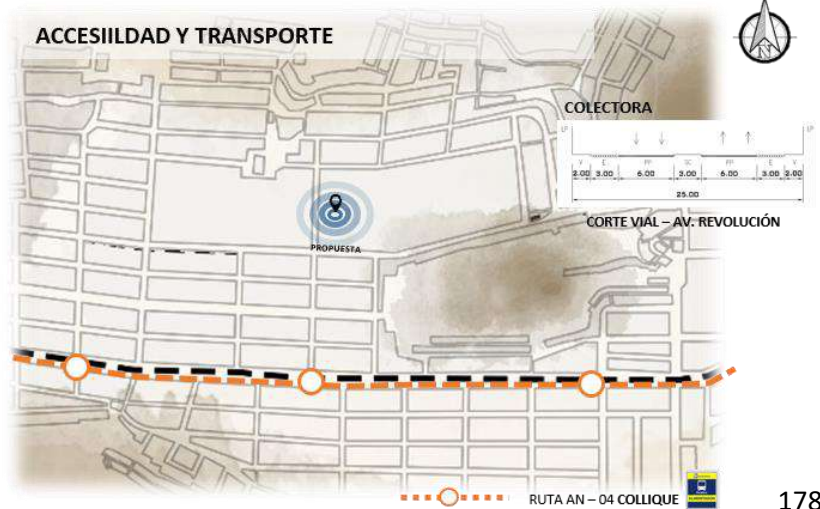 ACCESIILDAD Y TRANSPORTE
N
COLECTORA
LP LP
V E PP SC PP E V
2.00 3.00 6.00 3.00 6.00 3.00 2.00
25.00
CORTE VIAL – AV. REVOLUCIÓN
PROPUESTA
RUTA AN – 04 COLLIQUE
178